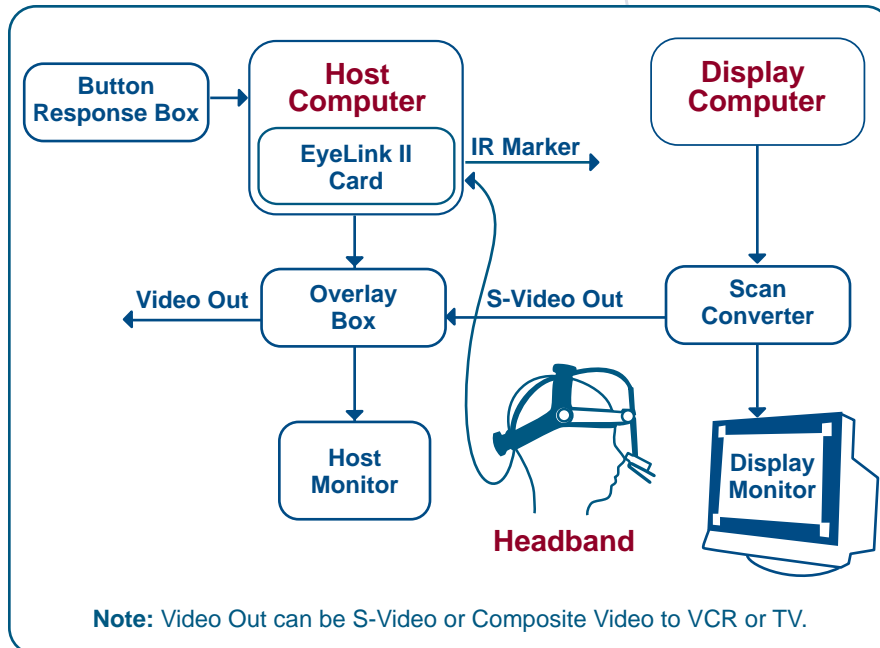 Button
Response Box
Host
Computer
EyeLink II
Card
IR Marker
Display
Computer
Video Out
Overlay
Box
S-Video Out
Scan
Converter
Host
Monitor
Headband
Display
Monitor
Note: Video Out can be S-Video or Composite Video to VCR or TV.